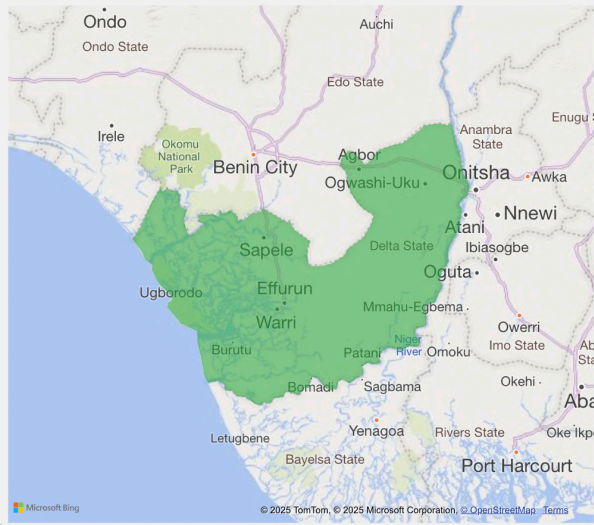 Ondo
Ondo State
Auchi
Edo State
Irele
Okomu
National
Park
Benin City
Agbor
Ogwashi-Uku
Anambra
State
Enugu S
Onitsha
Awka
Nnewi
Atani
Sapele
Delta State
Ibiasogbe
Oguta
Ugborodo
Effurun
Warri
Mmahu-Egbema
Owerri
Imo State
Ab
Sta
Burutu
Patani
Niger
River
Omoku
Bomadi
Sagbama
Okehi
Aba
Letugbene
Yenagoa
Rivers State
Oke Ikp
Bayelsa State
Port Harcourt
Microsoft Bing
© 2025 TomTom, © 2025 Microsoft Corporation, © OpenStreetMap Terms